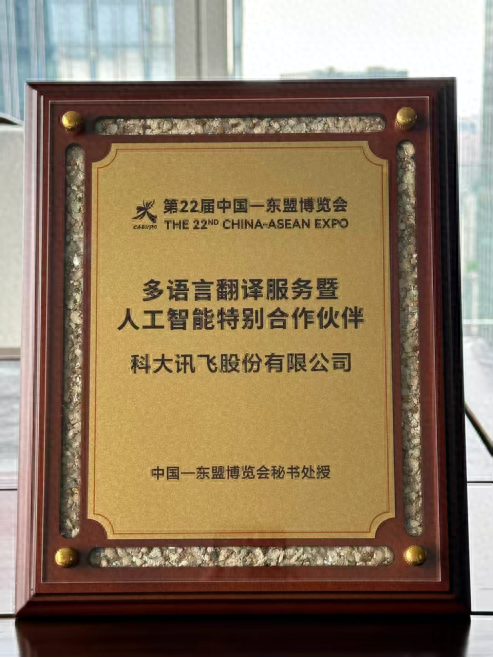 第22届中国—东盟博览会
THE 22ND CHINA-ASEAN EXPO
CAEXPO
多语言翻译服务暨
人工智能特别合作伙伴
科大讯飞股份有限公司
中国—东盟博览会秘书处授